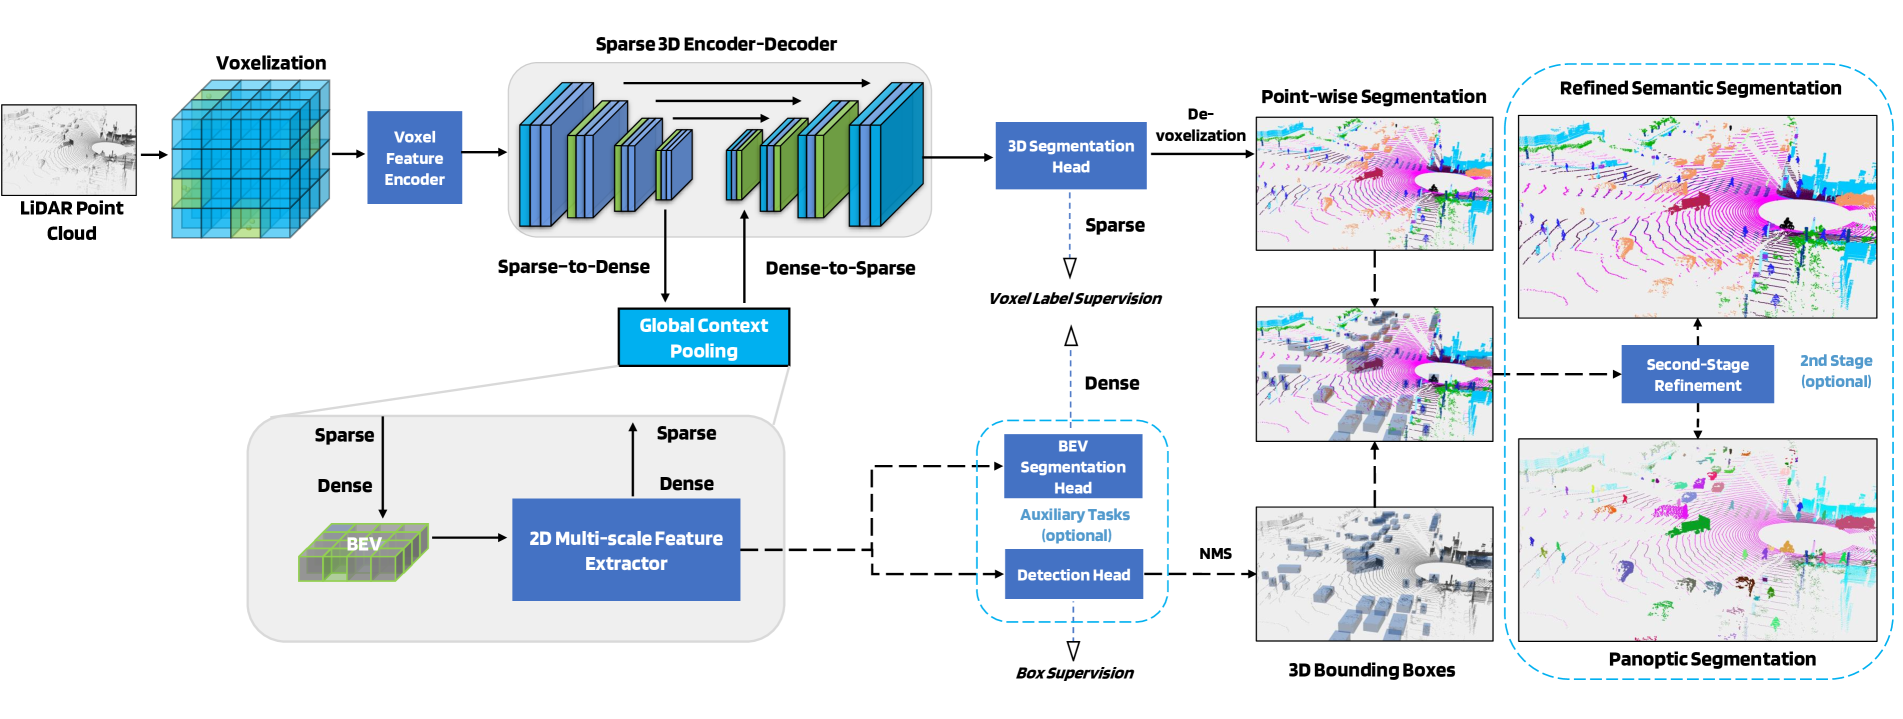 Sparse 3D Encoder-Decoder
Voxelization
LiDAR Point
Cloud
Voxel
Feature
Encoder
3D Segmentation
Head
De-
voxelization
Point-wise Segmentation
Refined Semantic Segmentation
Sparse-to-Dense
Dense-to-Sparse
Sparse
Voxel Label Supervision
Global Context
Pooling
Dense
Second-Stage
Refinement
2nd Stage
(optional)
Sparse
Dense
Sparse
Dense
BEV
2D Multi-scale Feature
Extractor
BEV
Segmentation
Head
Auxiliary Tasks
(optional)
Detection Head
NMS
Box Supervision
3D Bounding Boxes
Panoptic Segmentation